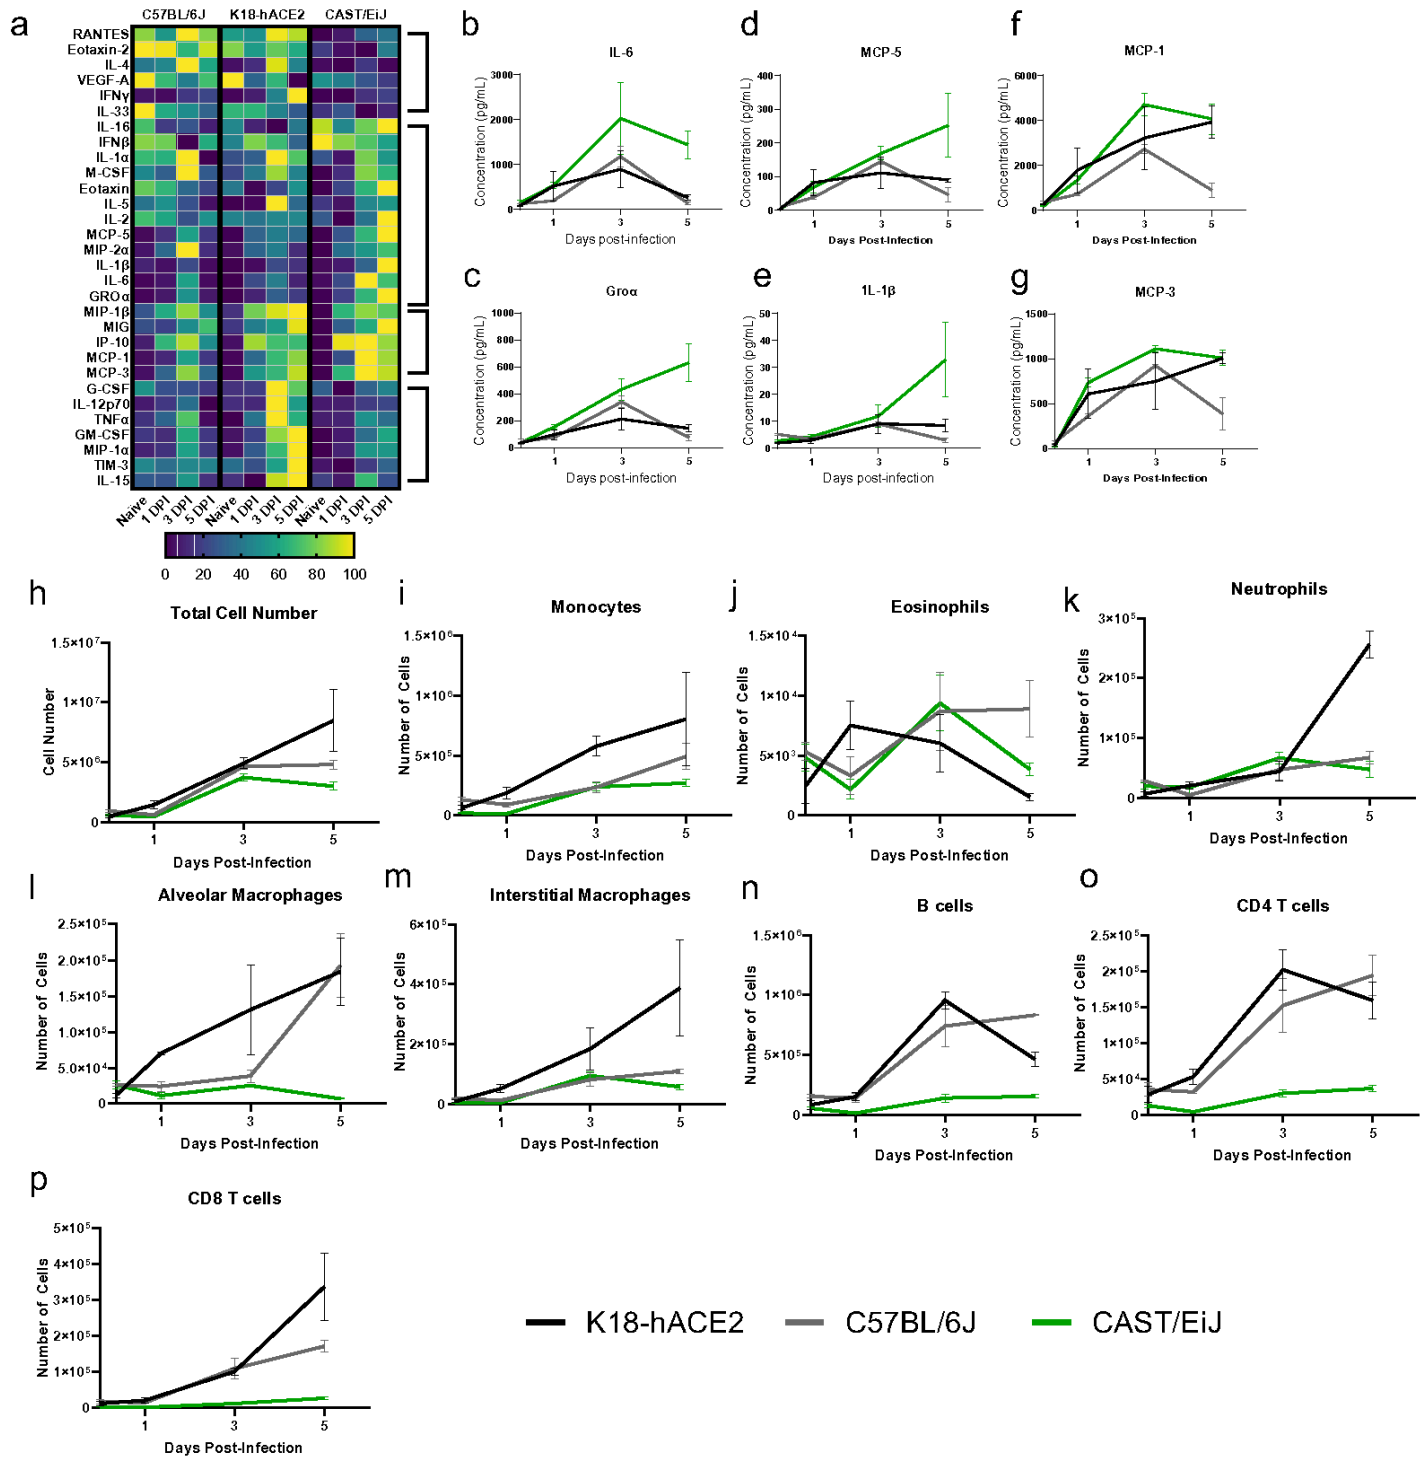 a
C57BL/6J K18-hACE2 CAST/EiJ
RANTES
Eotaxin-2
IL-4
VEGF-A
IFNγ
IL-33
IL-16
IFNβ
IL-1α
M-CSF
Eotaxin
IL-5
IL-2
MCP-5
MIP-2α
IL-1β
IL-6
GROα
MIP-1β
MIG
IP-10
MCP-1
MCP-3
G-CSF
IL-12p70
TNFα
GM-CSF
MIP-1α
TIM-3
IL-15
Naïve 1 DPI 3 DPI 5 DPI Naïve 1 DPI 3 DPI 5 DPI Naïve 1 DPI 3 DPI 5 DPI
0 20 40 60 80 100
b
IL-6
Concentration (pg/mL)
3000
2000
1000
0
1 3 5
Days post-infection
d
MCP-5
Concentration (pg/mL)
400
300
200
100
0
1 3 5
Days Post-Infection
f
MCP-1
Concentration (pg/mL)
6000
4000
2000
0
1 3 5
Days Post-Infection
c
Groα
Concentration (pg/mL)
1000
800
600
400
200
0
1 3 5
Days post-infection
e
1L-1β
Concentration (pg/mL)
50
40
30
20
10
0
1 3 5
Days post-infection
g
MCP-3
Concentration (pg/mL)
1500
1000
500
0
1 3 5
Days Post-Infection
h
Total Cell Number
Cell Number
1.5×10⁷
1×10⁷
5×10⁶
0
1 3 5
Days Post-Infection
i
Monocytes
Number of Cells
1.5×10⁶
1×10⁶
5×10⁵
0
1 3 5
Days Post-Infection
j
Eosinophils
Number of Cells
1.5×10⁴
1×10⁴
5×10³
0
1 3 5
Days Post-Infection
k
Neutrophils
Number of Cells
3×10⁵
2×10⁵
1×10⁵
0
1 3 5
Days Post-Infection
l
Alveolar Macrophages
Number of Cells
2.5×10⁵
2.0×10⁵
1.5×10⁵
1.0×10⁵
5.0×10⁴
0
1 3 5
Days Post-Infection
m
Interstitial Macrophages
Number of Cells
6×10⁵
4×10⁵
2×10⁵
0
1 3 5
Days Post-Infection
n
B cells
Number of Cells
1.5×10⁶
1×10⁶
5×10⁵
0
1 3 5
Days Post-Infection
o
CD4 T cells
Number of Cells
2.5×10⁵
2×10⁵
1.5×10⁵
1×10⁵
5×10⁴
0
1 3 5
Days Post-Infection
p
CD8 T cells
Number of Cells
5×10⁵
4×10⁵
3×10⁵
2×10⁵
1×10⁵
0
1 3 5
Days Post-Infection
K18-hACE2 C57BL/6J CAST/EiJ